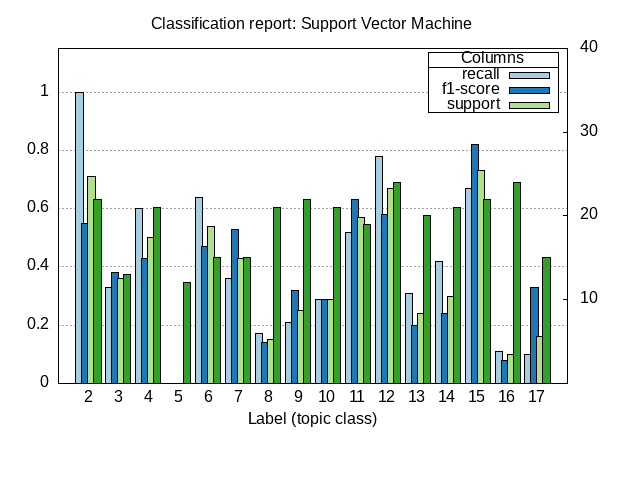 Classification report: Support Vector Machine
Columns
recall
f1-score
support
0
0.2
0.4
0.6
0.8
1
10
20
30
40
2 3 4 5 6 7 8 9 10 11 12 13 14 15 16 17
Label (topic class)